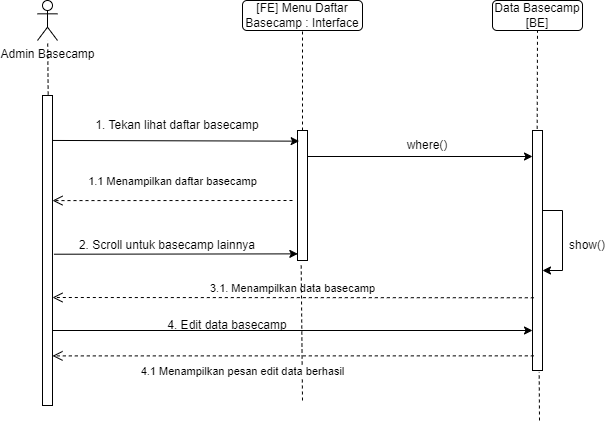 [FE] Menu Daftar
Basecamp : Interface
Data Basecamp
[BE]
Admin Basecamp
1. Tekan lihat daftar basecamp
where()
1.1 Menampilkan daftar basecamp
2. Scroll untuk basecamp lainnya
show()
3.1. Menampilkan data basecamp
4. Edit data basecamp
4.1 Menampilkan pesan edit data berhasil